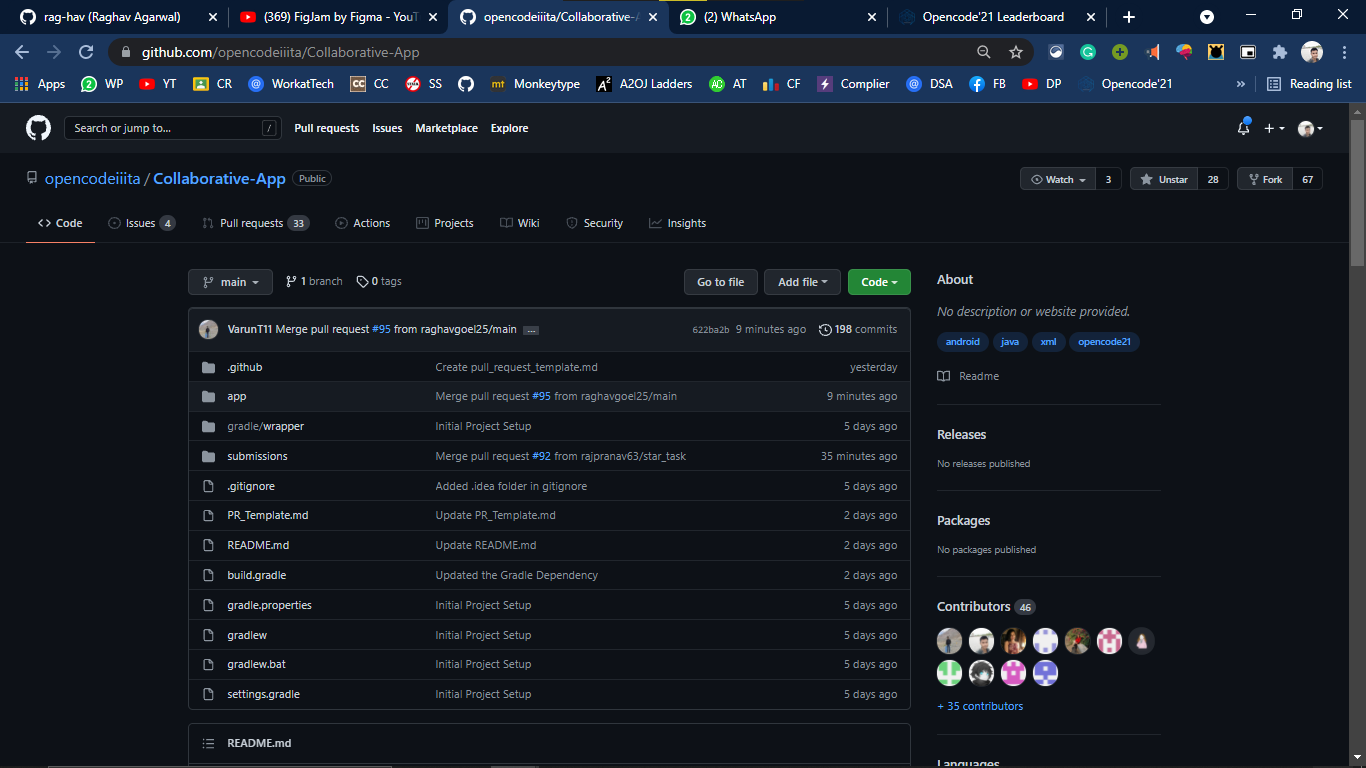 rag-hav (Raghav Agarwal)
(369) FigJam by Figma - YouT
opencodeiiita/Collaborative-A
(2) WhatsApp
Opencode'21 Leaderboard
github.com/opencodeiiita/Collaborative-App
Apps WP YT CR WorkatTech CC SS Monkeytype A2OJ Ladders AT CF Complier DSA FB DP Opencode'21 » Reading list
Search or jump to... / Pull requests Issues Marketplace Explore
opencodeiiita / Collaborative-App Public Watch 3 Unstar 28 Fork 67
Code Issues 4 Pull requests 33 Actions Projects Wiki Security Insights
main 1 branch 0 tags Go to file Add file Code
VarunT11 Merge pull request #95 from raghavgoel25/main ... 622ba2b 9 minutes ago 198 commits
.github Create pull_request_template.md yesterday
app Merge pull request #95 from raghavgoel25/main 9 minutes ago
gradle/wrapper Initial Project Setup 5 days ago
submissions Merge pull request #92 from rajpranav63/star_task 35 minutes ago
.gitignore Added .idea folder in gitignore 5 days ago
PR_Template.md Update PR_Template.md 2 days ago
README.md Update README.md 2 days ago
build.gradle Updated the Gradle Dependency 2 days ago
gradle.properties Initial Project Setup 5 days ago
gradlew Initial Project Setup 5 days ago
gradlew.bat Initial Project Setup 5 days ago
settings.gradle Initial Project Setup 5 days ago
README.md
About
No description or website provided.
android java xml opencode21
Readme
Releases
No releases published
Packages
No packages published
Contributors 46
+ 35 contributors
Languages